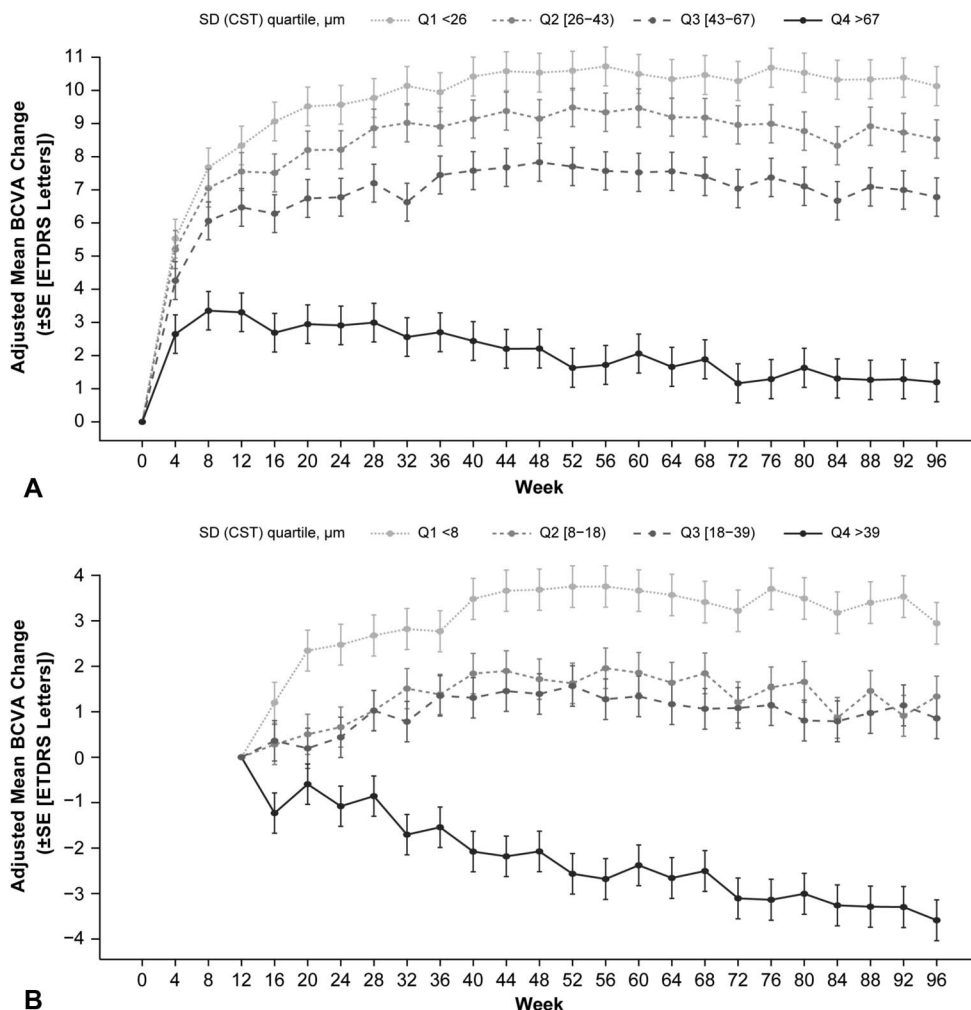 SD (CST) quartile, µm Q1 <26 Q2 [26−43) Q3 [43−67) Q4 >67
11
10
9
8
7
6
5
4
3
2
1
0
Adjusted Mean BCVA Change
(±SE [ETDRS Letters])
0 4 8 12 16 20 24 28 32 36 40 44 48 52 56 60 64 68 72 76 80 84 88 92 96
A
Week
SD (CST) quartile, µm Q1 <8 Q2 [8−18) Q3 [18−39) Q4 >39
4
3
2
1
0
−1
−2
−3
−4
Adjusted Mean BCVA Change
(±SE [ETDRS Letters])
0 4 8 12 16 20 24 28 32 36 40 44 48 52 56 60 64 68 72 76 80 84 88 92 96
B
Week